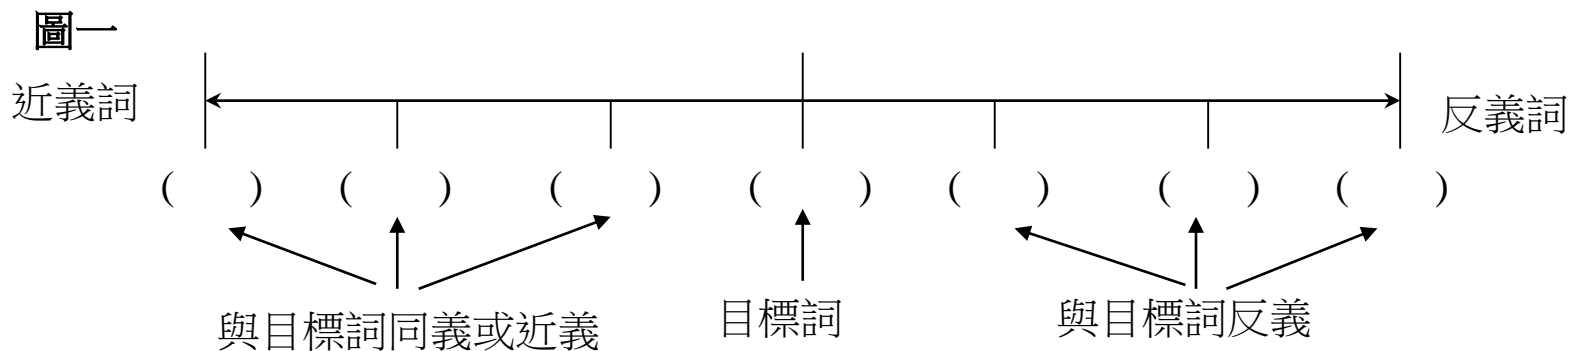 圖一
近義詞
反義詞
(　　) (　　) (　　) (　　) (　　) (　　) (　　)
與目標詞同義或近義
目標詞
與目標詞反義